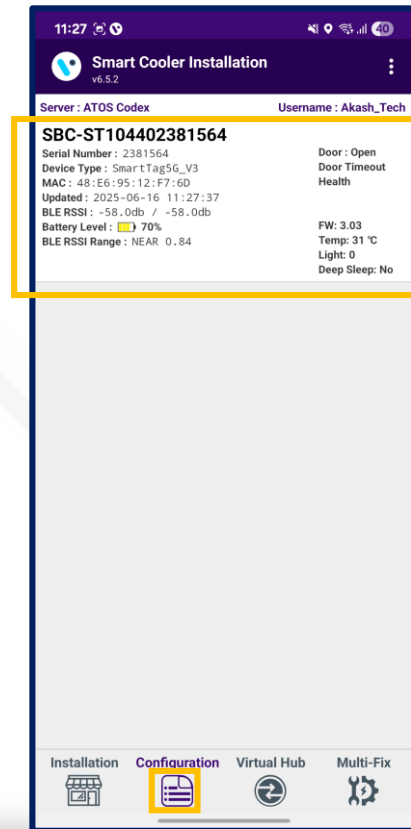 11:27
40
Smart Cooler Installation
v6.5.2
Server : ATOS Codex Username : Akash_Tech
SBC-ST104402381564
Serial Number : 2381564 Door : Open
Device Type : SmartTag5G_V3 Door Timeout
MAC : 48:E6:95:12:F7:6D Health
Updated : 2025-06-16 11:27:37
BLE RSSI : -58.0db / -58.0db FW: 3.03
Battery Level : 70% Temp: 31 °C
BLE RSSI Range : NEAR 0.84 Light: 0
Deep Sleep: No
Installation Configuration Virtual Hub Multi-Fix